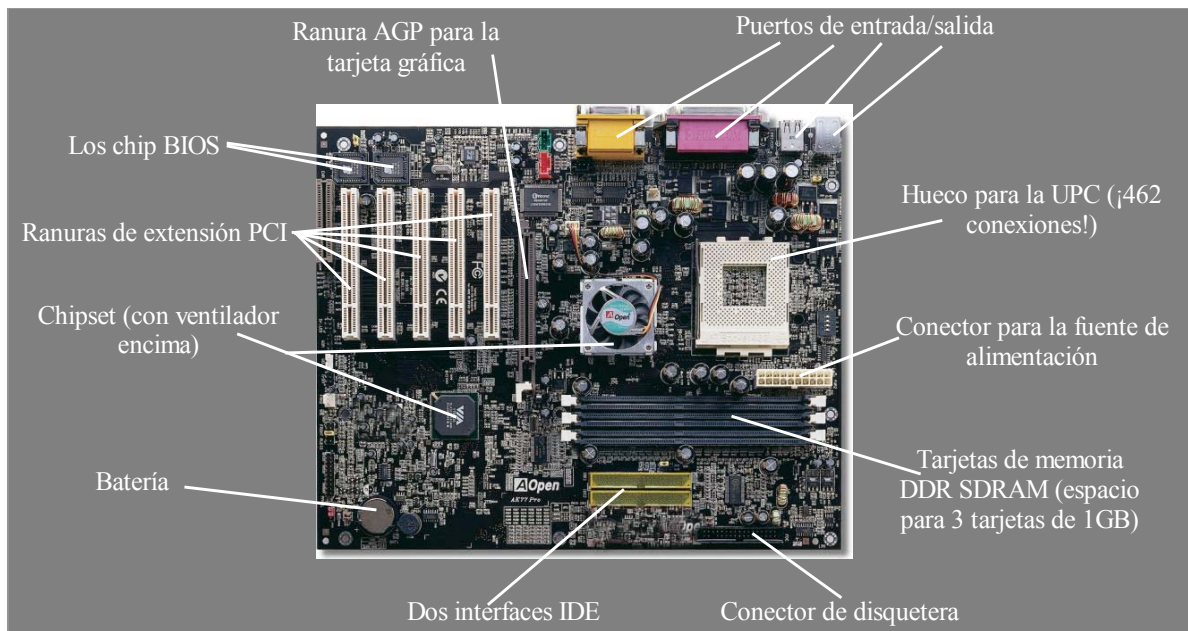 Ranura AGP para la
tarjeta gráfica
Puertos de entrada/salida
Los chip BIOS
Hueco para la UPC (¡462
conexiones!)
Ranuras de extensión PCI
Chipset (con ventilador
encima)
Conector para la fuente de
alimentación
Batería
Tarjetas de memoria
DDR SDRAM (espacio
para 3 tarjetas de 1GB)
Dos interfaces IDE
Conector de disquetera
AOpen
VIA
AOpen
AK77 Pro